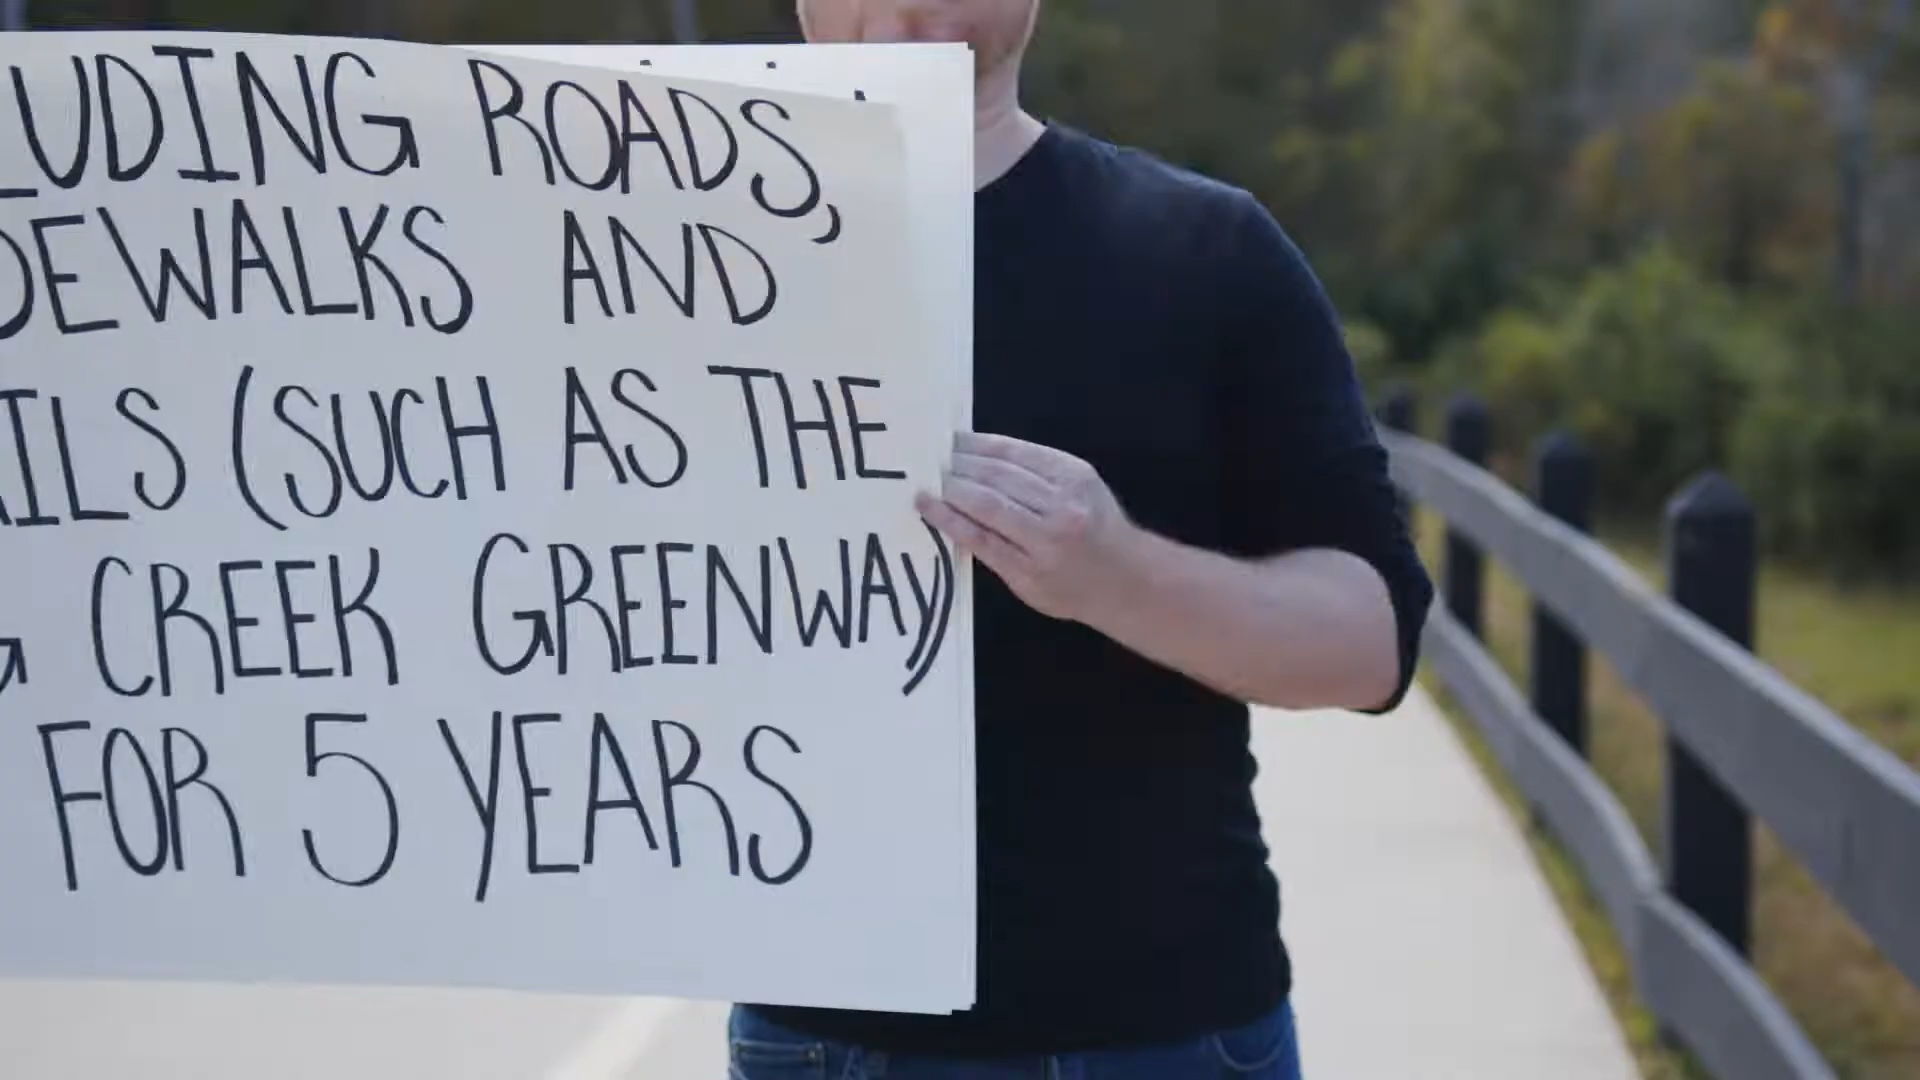 LUDING ROADS,
DEWALKS AND
ILS (SUCH AS THE
G CREEK GREENWAY)
FOR 5 YEARS